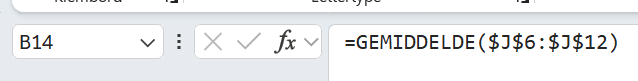 Klembord Lettertype
B14 fx =GEMIDDELDE($J$6:$J$12)